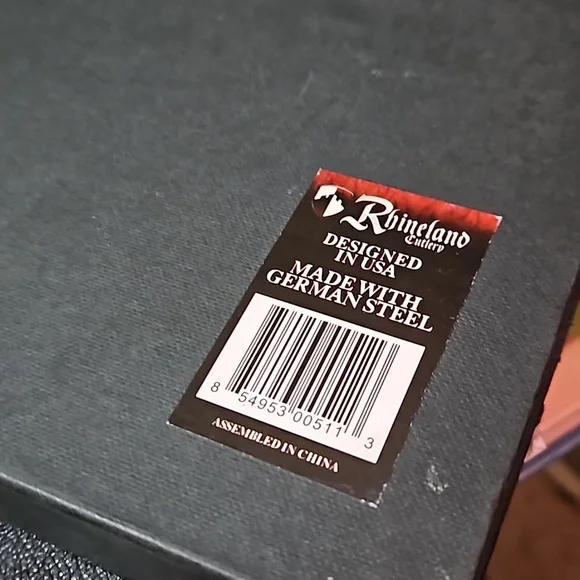 Rhineland
Cutlery
DESIGNED
IN USA
MADE WITH
GERMAN STEEL
8 54953 00511 3
ASSEMBLED IN CHINA